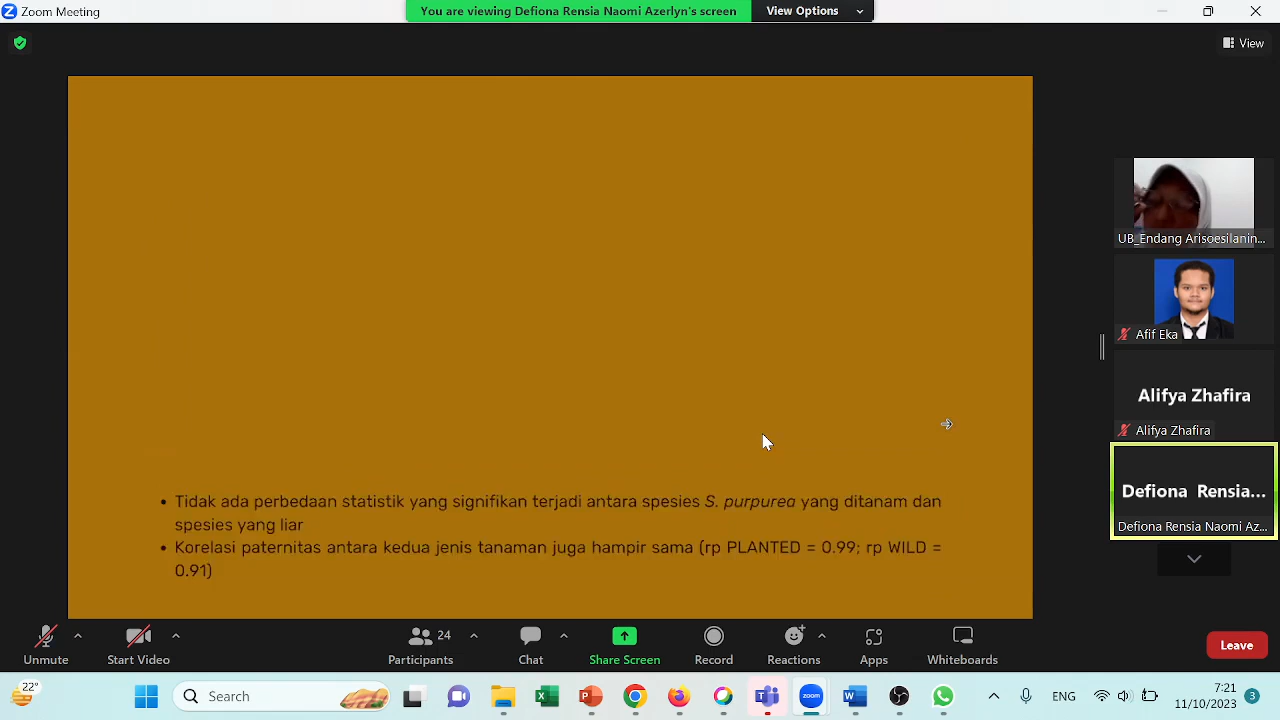 Zoom Meeting
You are viewing Defiona Rensia Naomi Azerlyn's screen
View Options
View
UB_Endang Arisoesilanin...
Afif Eka
Alifya Zhafira
Alifya Zhafira
Defiona Rensia...
Defiona Rensia Naomi Az...
• Tidak ada perbedaan statistik yang signifikan terjadi antara spesies S. purpurea yang ditanam dan
spesies yang liar
• Korelasi paternitas antara kedua jenis tanaman juga hampir sama (rp PLANTED = 0.99; rp WILD =
0.91)
Unmute
Start Video
24
Participants
Chat
Share Screen
Record
Reactions
Apps
Whiteboards
Leave
22°
Search
zoom
ENG
7:21
11/10/2023
3